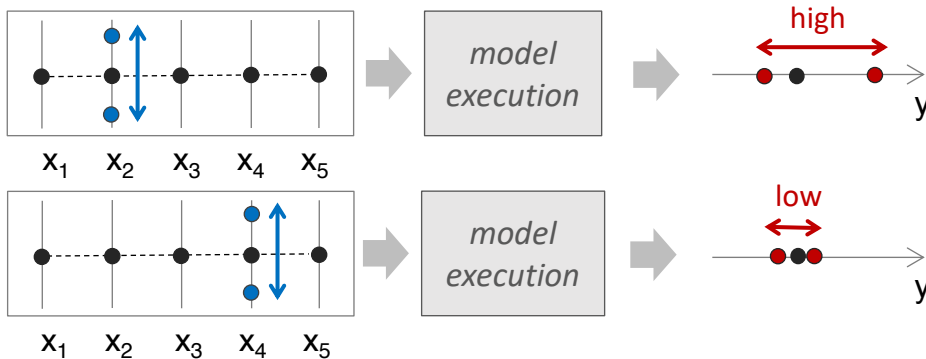 high
model
execution
y
x₁ x₂ x₃ x₄ x₅
low
model
execution
y
x₁ x₂ x₃ x₄ x₅